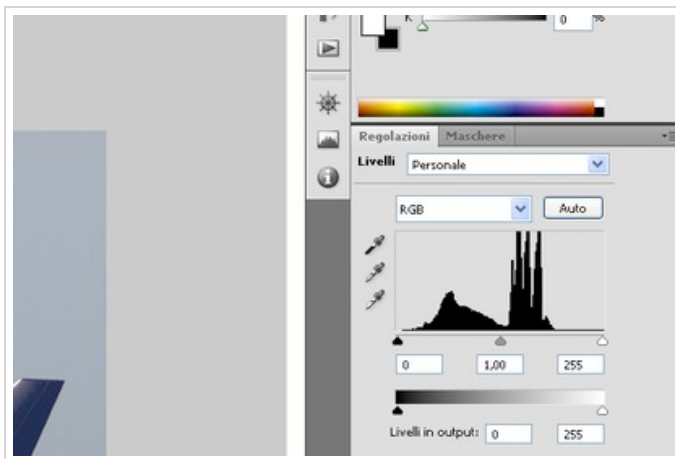 K 0 %
Regolazioni Maschere
Livelli Personale
RGB Auto
0 1,00 255
Livelli in output: 0 255